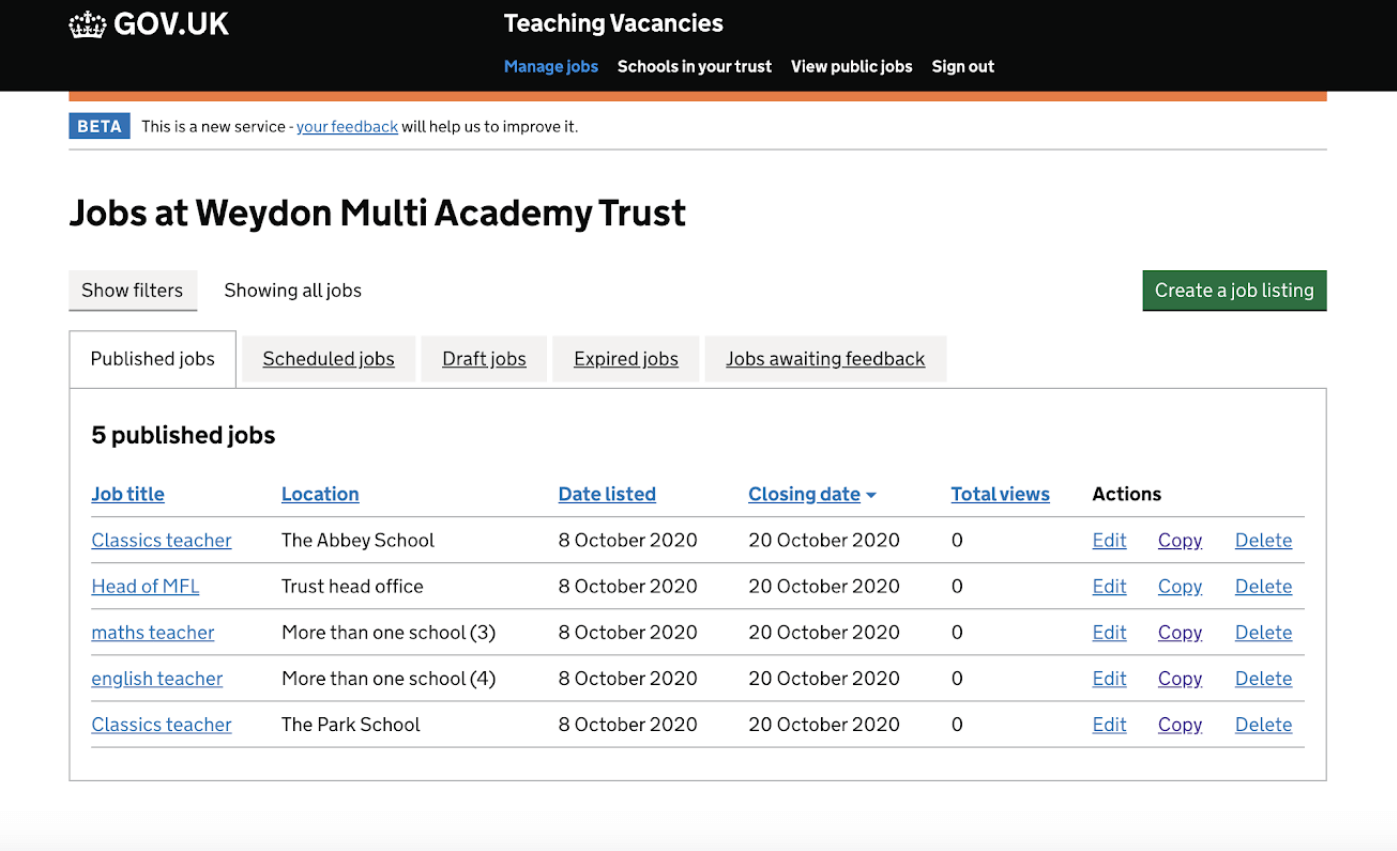 GOV.UK
Teaching Vacancies
Manage jobs Schools in your trust View public jobs Sign out
BETA This is a new service - your feedback will help us to improve it.
Jobs at Weydon Multi Academy Trust
Show filters Showing all jobs Create a job listing
Published jobs Scheduled jobs Draft jobs Expired jobs Jobs awaiting feedback
5 published jobs
Job title Location Date listed Closing date Total views Actions
Classics teacher The Abbey School 8 October 2020 20 October 2020 0 Edit Copy Delete
Head of MFL Trust head office 8 October 2020 20 October 2020 0 Edit Copy Delete
maths teacher More than one school (3) 8 October 2020 20 October 2020 0 Edit Copy Delete
english teacher More than one school (4) 8 October 2020 20 October 2020 0 Edit Copy Delete
Classics teacher The Park School 8 October 2020 20 October 2020 0 Edit Copy Delete